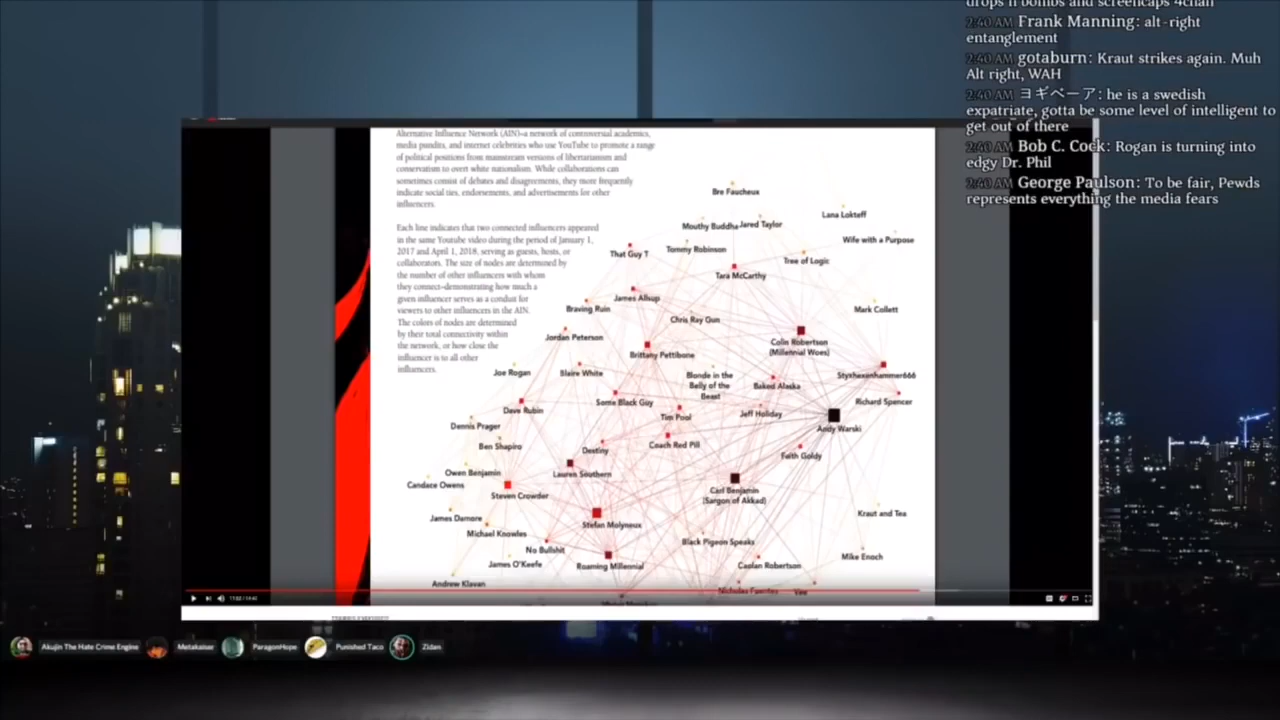 drops n bombs and screencaps 4chan
2:40 AM Frank Manning: alt-right
entanglement
2:40 AM gotaburn: Kraut strikes again. Muh
Alt right, WAH
2:40 AM ヨギベーア: he is a swedish
expatriate, gotta be some level of intelligent to
get out of there
2:40 AM Bob C. Cock: Rogan is turning into
edgy Dr. Phil
2:40 AM George Paulson: To be fair, Pewds
represents everything the media fears
Alternative Influence Network (AIN)–a network of controversial academics,
media pundits, and internet celebrities who use YouTube to promote a range
of political positions from mainstream versions of libertarianism and
conservatism to overt white nationalism. While collaborations can
sometimes consist of debates and disagreements, they more frequently
indicate social ties, endorsements, and advertisements for other
influencers.
Each line indicates that two connected influencers appeared
in the same Youtube video during the period of January 1,
2017 and April 1, 2018, serving as guests, hosts, or
collaborators. The size of nodes are determined by
the number of other influencers with whom
they connect–demonstrating how much a
given influencer serves as a conduit for
viewers to other influencers in the AIN.
The colors of nodes are determined
by their total connectivity within
the network, or how close the
influencer is to all other
influencers.
Bre Faucheux
Lana Lokteff
Mouthy Buddha
Jared Taylor
Wife with a Purpose
That Guy T
Tommy Robinson
Tree of Logic
Tara McCarthy
James Allsup
Braving Ruin
Chris Ray Gun
Mark Collett
Jordan Peterson
Colin Robertson
(Millennial Woes)
Brittany Pettibone
Joe Rogan
Blaire White
Blonde in the
Belly of the
Beast
Baked Alaska
Styxhexenhammer666
Some Black Guy
Richard Spencer
Dave Rubin
Tim Pool
Jeff Holiday
Dennis Prager
Andy Warski
Ben Shapiro
Destiny
Coach Red Pill
Faith Goldy
Owen Benjamin
Lauren Southern
Candace Owens
Steven Crowder
Carl Benjamin
(Sargon of Akkad)
James Damore
Stefan Molyneux
Kraut and Tea
Michael Knowles
Black Pigeon Speaks
No Bullshit
Mike Enoch
James O'Keefe
Roaming Millennial
Caolan Robertson
Andrew Klavan
Nicholas Fuentes
Vee
Akujin The Hate Crime Engine
Metakaiser
ParagonHope
Punished Taco
Zidan